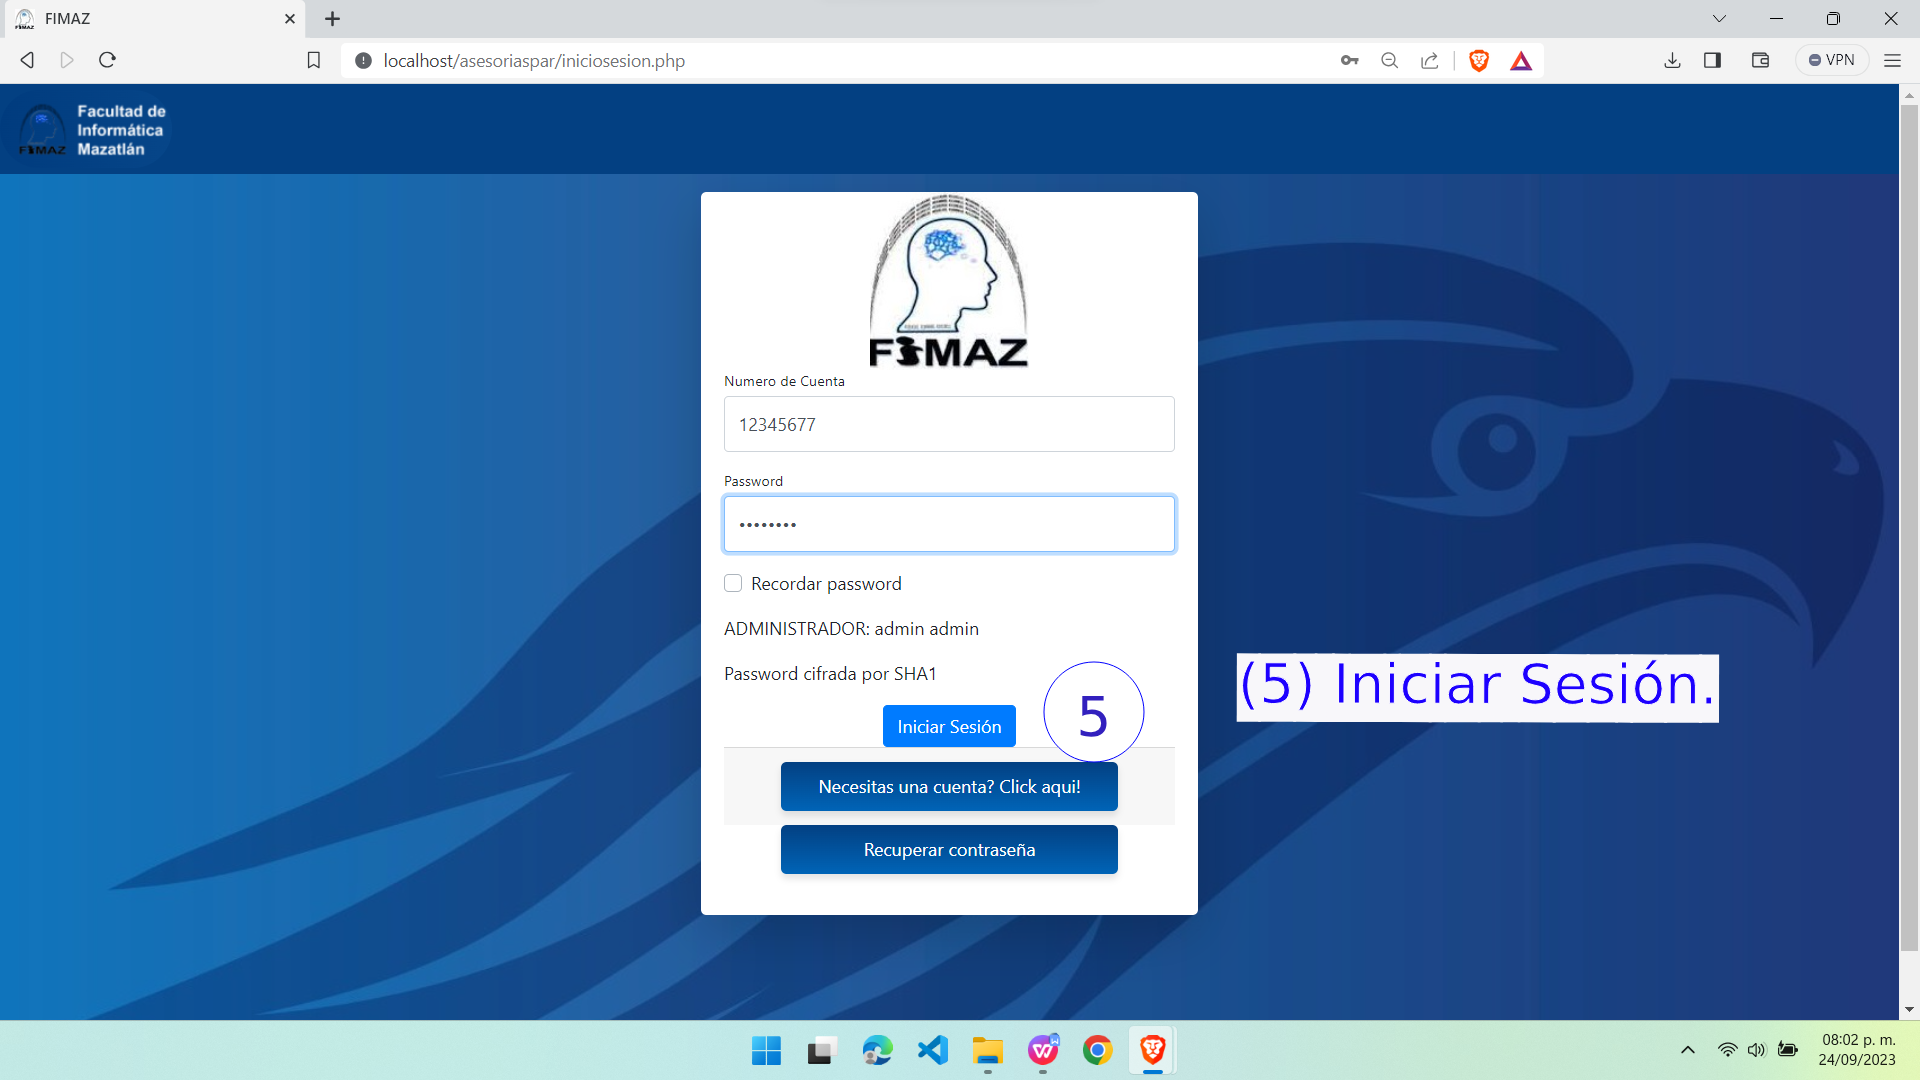 FIMAZ
localhost/asesoriaspar/iniciosesion.php
VPN
FIMAZ
Facultad de
Informática
Mazatlán
FIMAZ
Numero de Cuenta
12345677
Password
••••••••
Recordar password
ADMINISTRADOR: admin admin
Password cifrada por SHA1
Iniciar Sesión
5
(5) Iniciar Sesión.
Necesitas una cuenta? Click aqui!
Recuperar contraseña
08:02 p. m.
24/09/2023